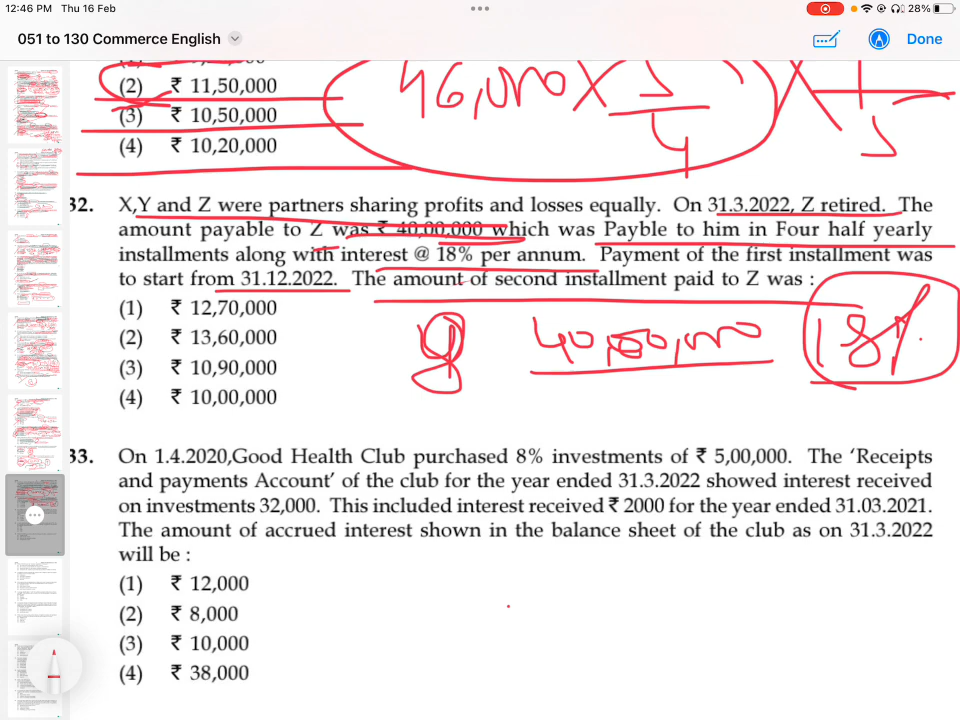 12:46 PM Thu 16 Feb
28%
051 to 130 Commerce English
Done
(2) ₹ 11,50,000
(3) ₹ 10,50,000
(4) ₹ 10,20,000
46,000 X
32. X,Y and Z were partners sharing profits and losses equally. On 31.3.2022, Z retired. The
amount payable to Z was ₹ 40,00,000 which was Payble to him in Four half yearly
installments along with interest @ 18% per annum. Payment of the first installment was
to start from 31.12.2022. The amount of second installment paid to Z was :
(1) ₹ 12,70,000
(2) ₹ 13,60,000
(3) ₹ 10,90,000
(4) ₹ 10,00,000
40,00,000 18%
33. On 1.4.2020,Good Health Club purchased 8% investments of ₹ 5,00,000. The ‘Receipts
and payments Account’ of the club for the year ended 31.3.2022 showed interest received
on investments 32,000. This included interest received ₹ 2000 for the year ended 31.03.2021.
The amount of accrued interest shown in the balance sheet of the club as on 31.3.2022
will be :
(1) ₹ 12,000
(2) ₹ 8,000
(3) ₹ 10,000
(4) ₹ 38,000